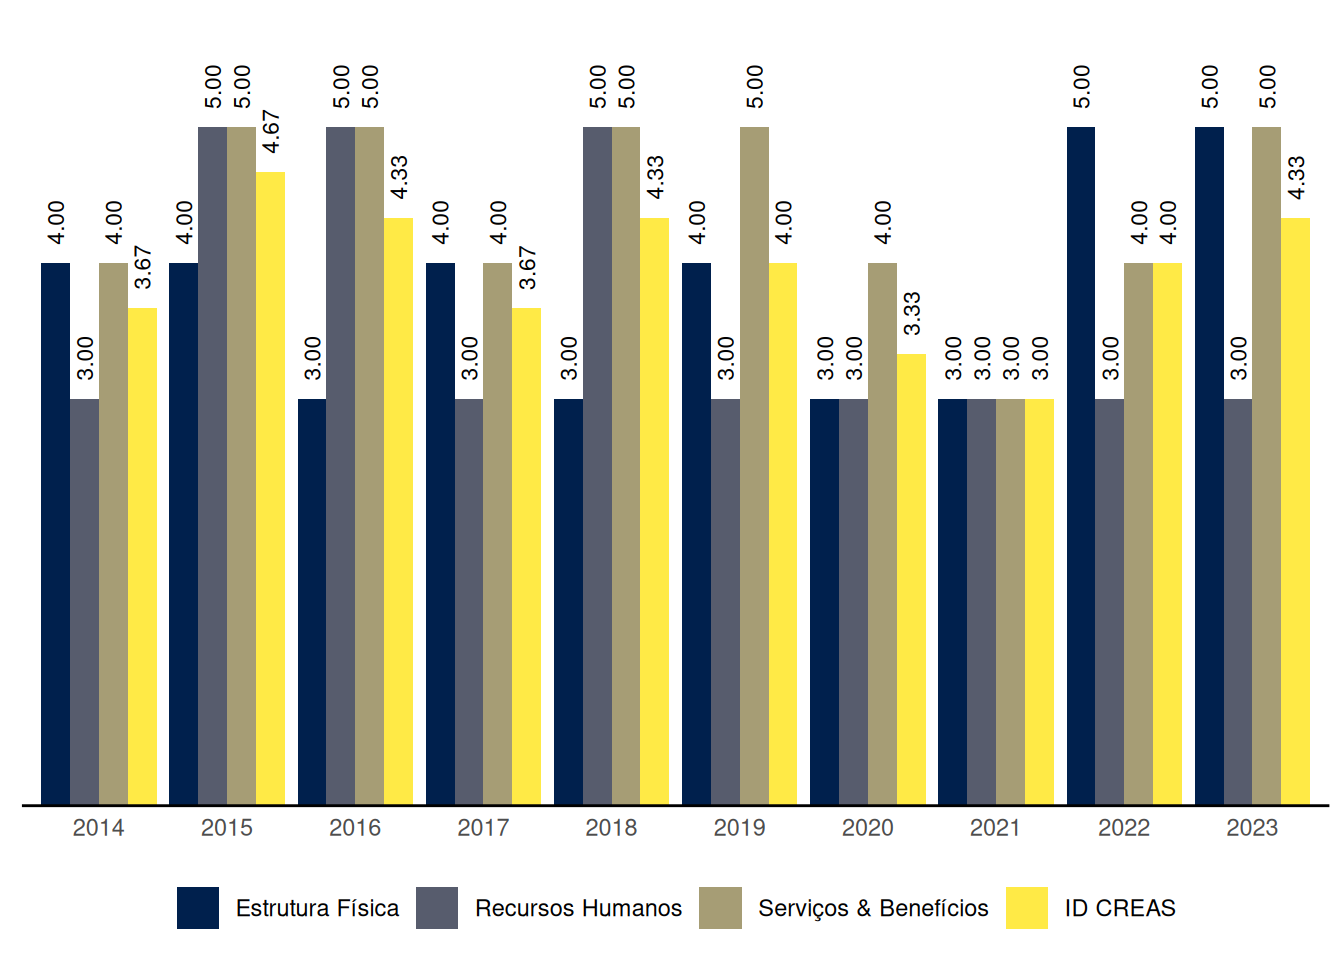 4.00 3.00 4.00 3.67 4.00 5.00 5.00 4.67 3.00 5.00 5.00 4.33 4.00 3.00 4.00 3.67 3.00 5.00 5.00 4.33 4.00 3.00 5.00 4.00 3.00 3.00 4.00 3.33 3.00 3.00 3.00 3.00 5.00 3.00 4.00 4.00 5.00 3.00 5.00 4.33
2014 2015 2016 2017 2018 2019 2020 2021 2022 2023
Estrutura Física Recursos Humanos Serviços & Benefícios ID CREAS